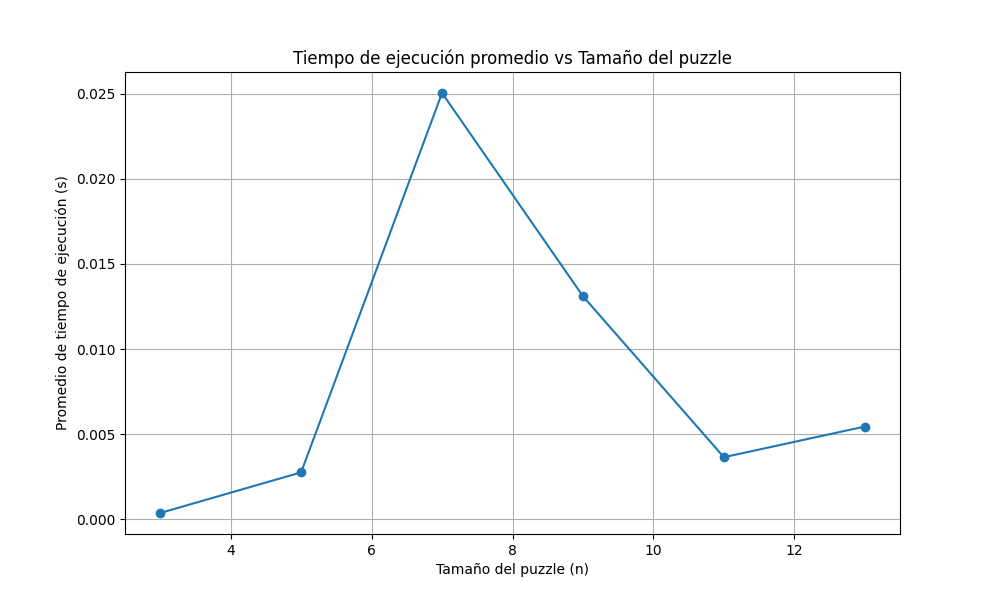 Tiempo de ejecución promedio vs Tamaño del puzzle
Promedio de tiempo de ejecución (s)
0.025
0.020
0.015
0.010
0.005
0.000
4 6 8 10 12
Tamaño del puzzle (n)